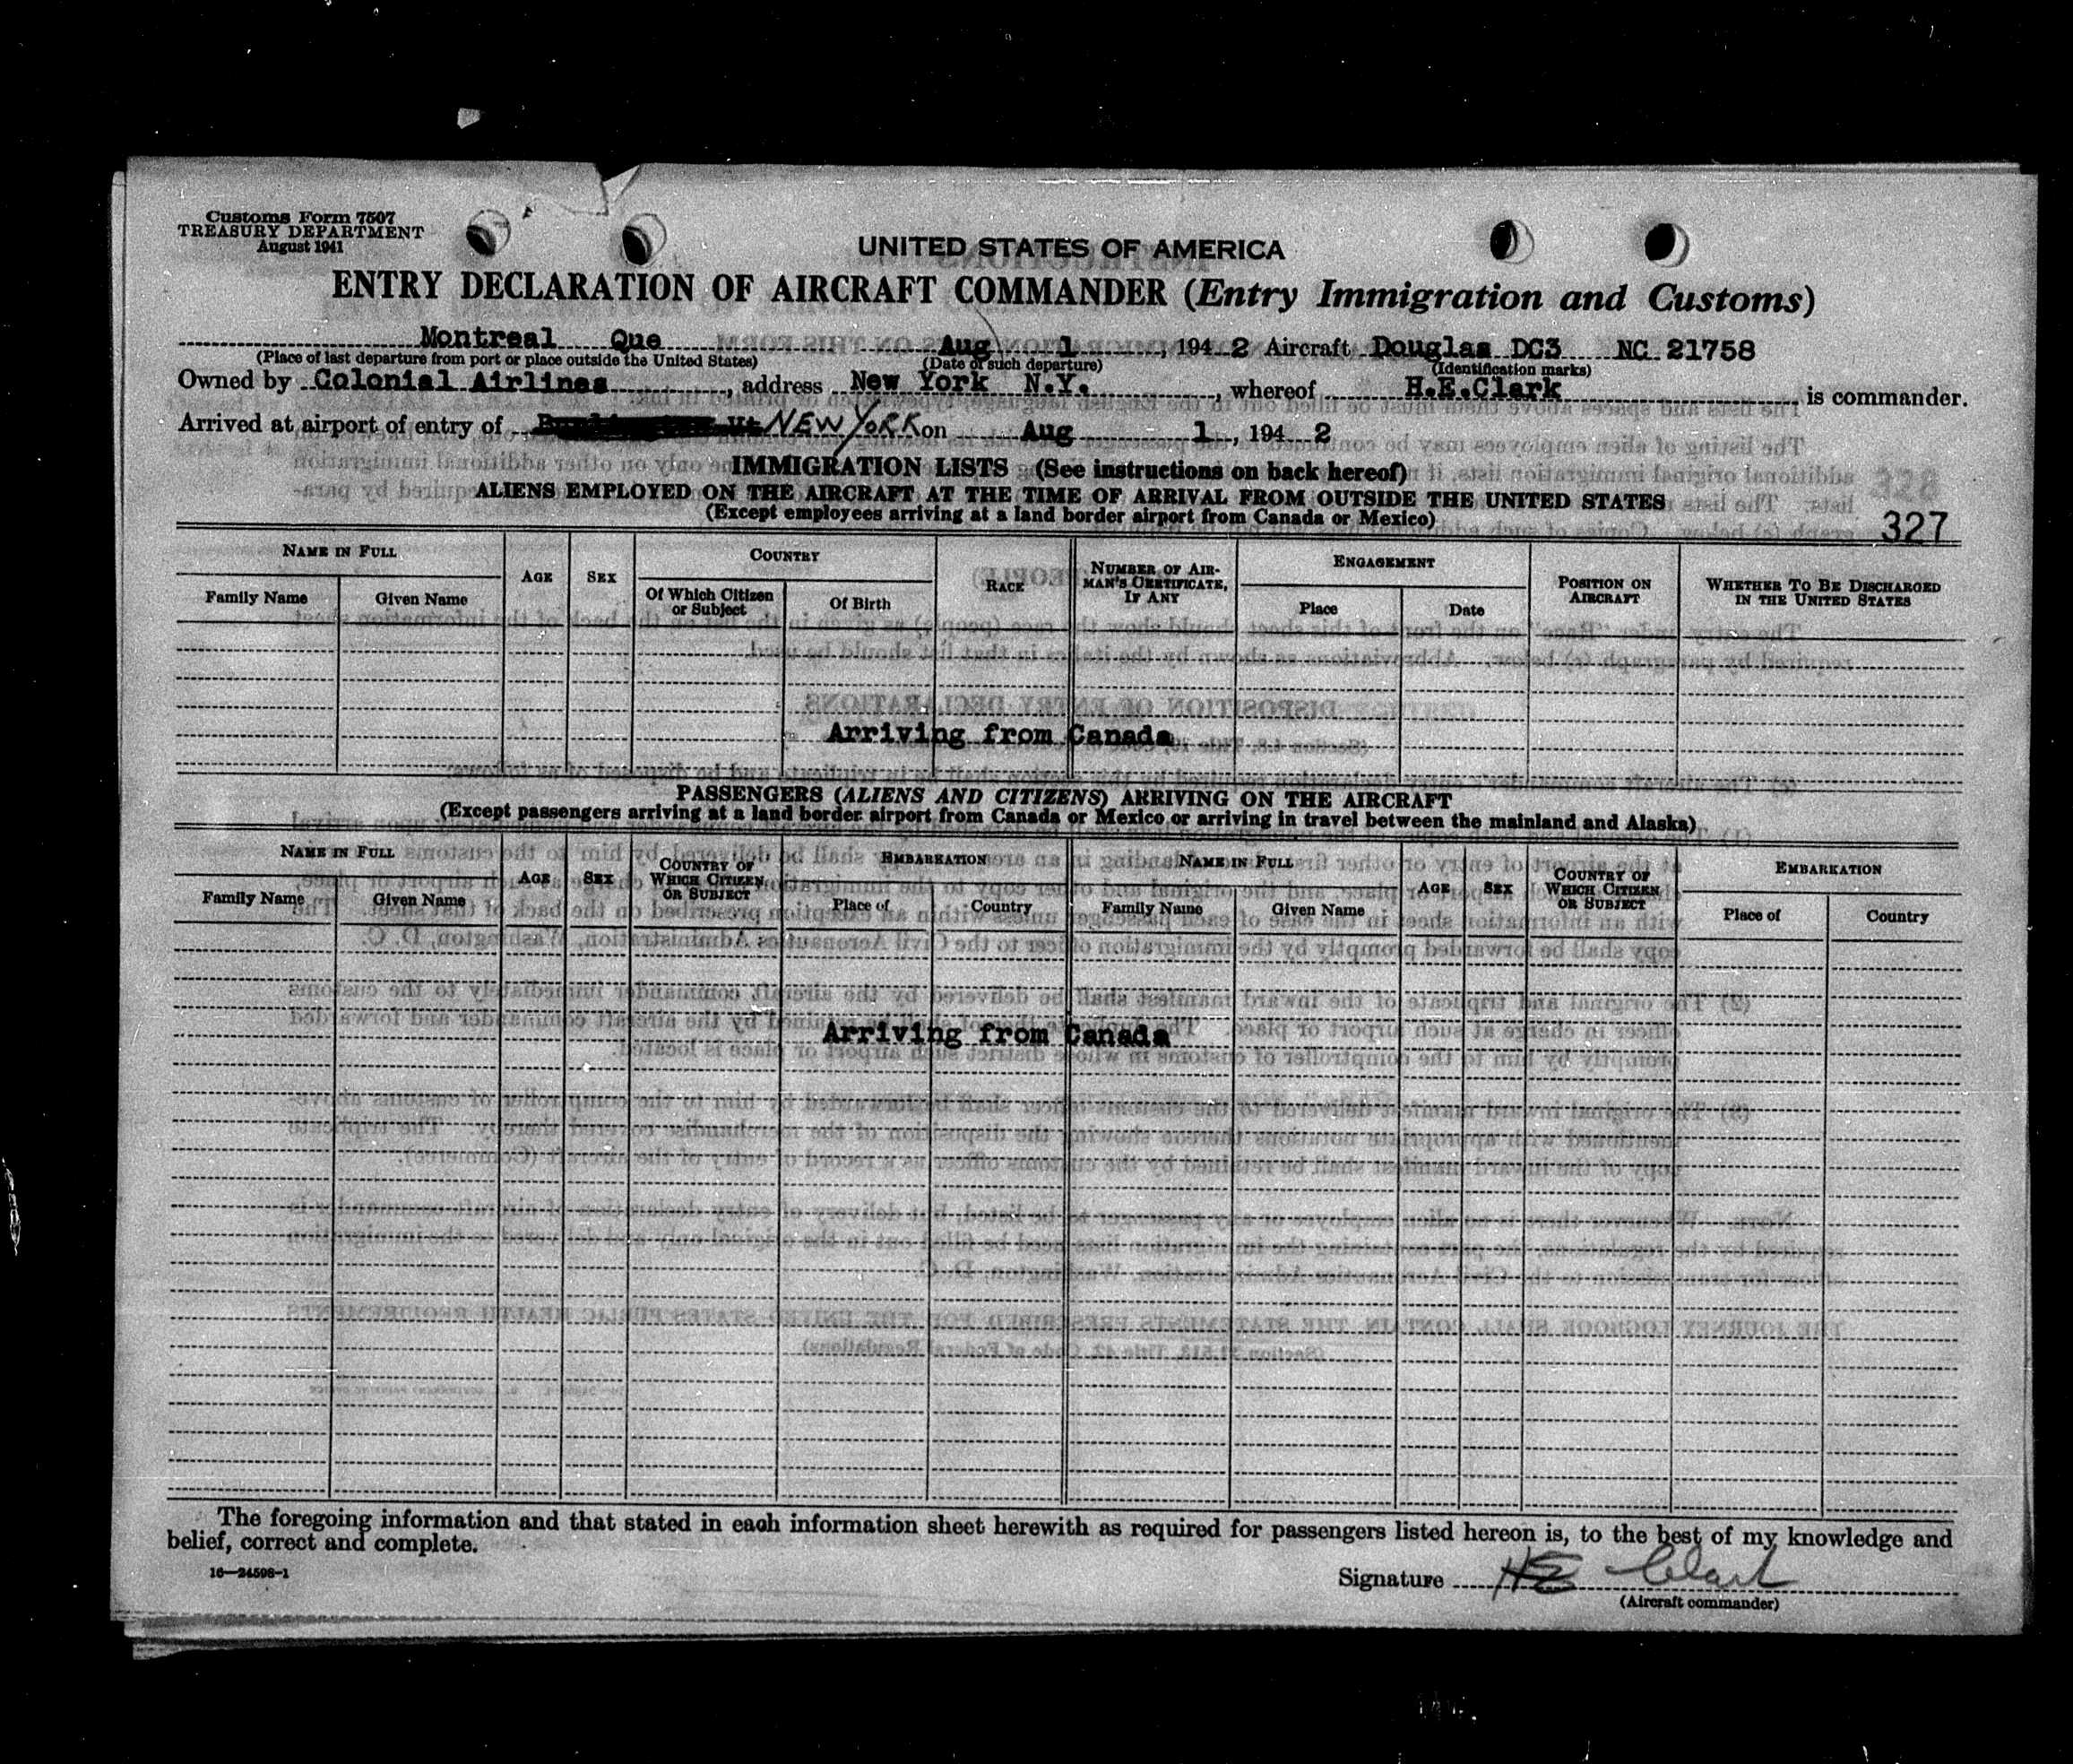 Customs Form 7507
TREASURY DEPARTMENT
August 1941
UNITED STATES OF AMERICA
ENTRY DECLARATION OF AIRCRAFT COMMANDER (Entry Immigration and Customs)
Montreal Que Aug 1, 1942 Aircraft Douglas DC3 NC 21758
(Place of last departure from port or place outside the United States) (Date of such departure) (Identification marks)
Owned by Colonial Airlines, address New York N.Y., whereof H.E.Clark is commander.
Arrived at airport of entry of NEW YORK on Aug 1, 1942
IMMIGRATION LISTS (See instructions on back hereof)
ALIENS EMPLOYED ON THE AIRCRAFT AT THE TIME OF ARRIVAL FROM OUTSIDE THE UNITED STATES
(Except employees arriving at a land border airport from Canada or Mexico)
327
NAME IN FULL AGE SEX COUNTRY RACE NUMBER OF AIRMAN'S CERTIFICATE, IF ANY ENGAGEMENT POSITION ON AIRCRAFT WHETHER TO BE DISCHARGED IN THE UNITED STATES
Family Name Given Name Of Which Citizen or Subject Of Birth Place Date
Arriving from Canada
PASSENGERS (ALIENS AND CITIZENS) ARRIVING ON THE AIRCRAFT
(Except passengers arriving at a land border airport from Canada or Mexico or arriving in travel between the mainland and Alaska)
NAME IN FULL AGE SEX COUNTRY OF WHICH CITIZEN OR SUBJECT EMBARKATION NAME IN FULL AGE SEX COUNTRY OF WHICH CITIZEN OR SUBJECT EMBARKATION
Family Name Given Name Place of Country Family Name Given Name Place of Country
Arriving from Canada
The foregoing information and that stated in each information sheet herewith as required for passengers listed hereon is, to the best of my knowledge and
belief, correct and complete.
16—24598-1
Signature HE Clark
(Aircraft commander)